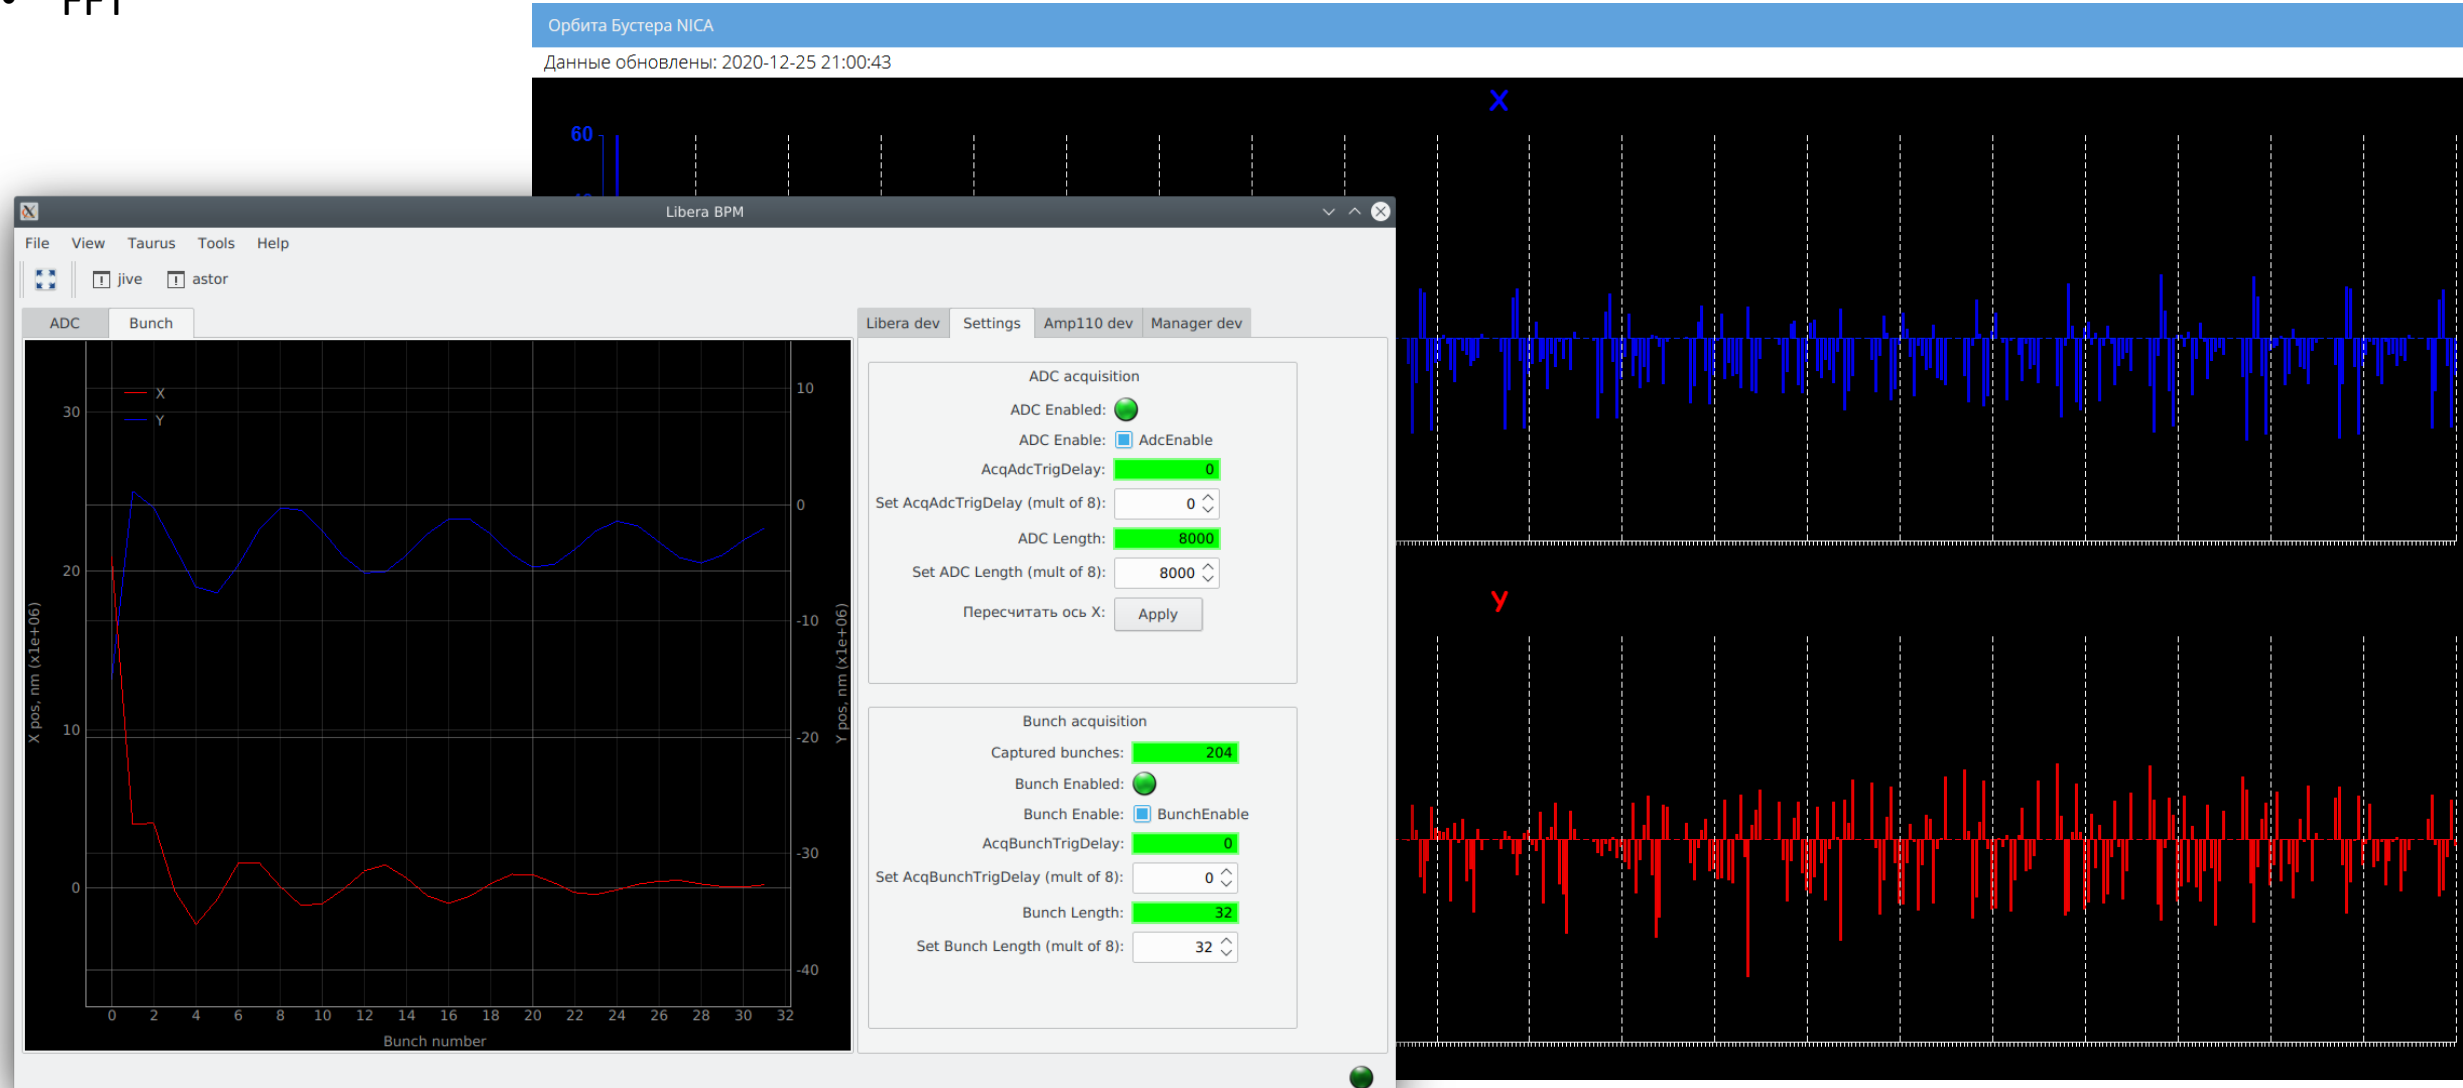 • FFT
Орбита Бустера NICA
Данные обновлены: 2020-12-25 21:00:43
X
60
Libera BPM
File View Taurus Tools Help
jive astor
ADC Bunch
Libera dev Settings Amp110 dev Manager dev
X
Y
30
20
10
0
X pos, nm (x1e+06)
10
0
-10
-20
-30
-40
Y pos, nm (x1e+06)
0 2 4 6 8 10 12 14 16 18 20 22 24 26 28 30 32
Bunch number
ADC acquisition
ADC Enabled:
ADC Enable: AdcEnable
AcqAdcTrigDelay: 0
Set AcqAdcTrigDelay (mult of 8): 0
ADC Length: 8000
Set ADC Length (mult of 8): 8000
Пересчитать ось X: Apply
Bunch acquisition
Captured bunches: 204
Bunch Enabled:
Bunch Enable: BunchEnable
AcqBunchTrigDelay: 0
Set AcqBunchTrigDelay (mult of 8): 0
Bunch Length: 32
Set Bunch Length (mult of 8): 32
Y